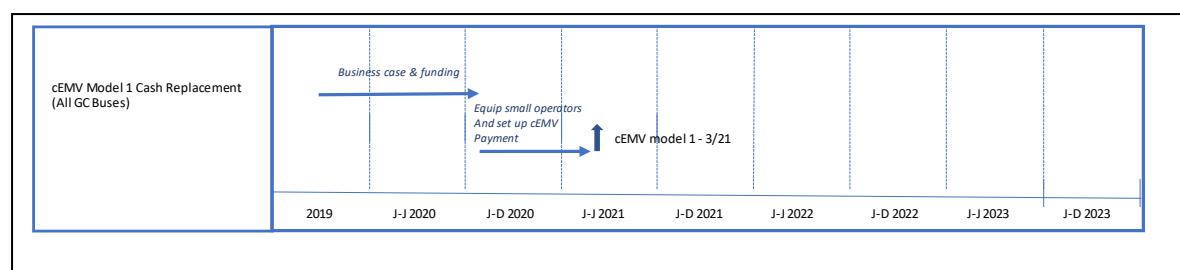 cEMV Model 1 Cash Replacement
(All GC Buses)
Business case & funding
Equip small operators
And set up cEMV
Payment
cEMV model 1 - 3/21
2019 J-J 2020 J-D 2020 J-J 2021 J-D 2021 J-J 2022 J-D 2022 J-J 2023 J-D 2023